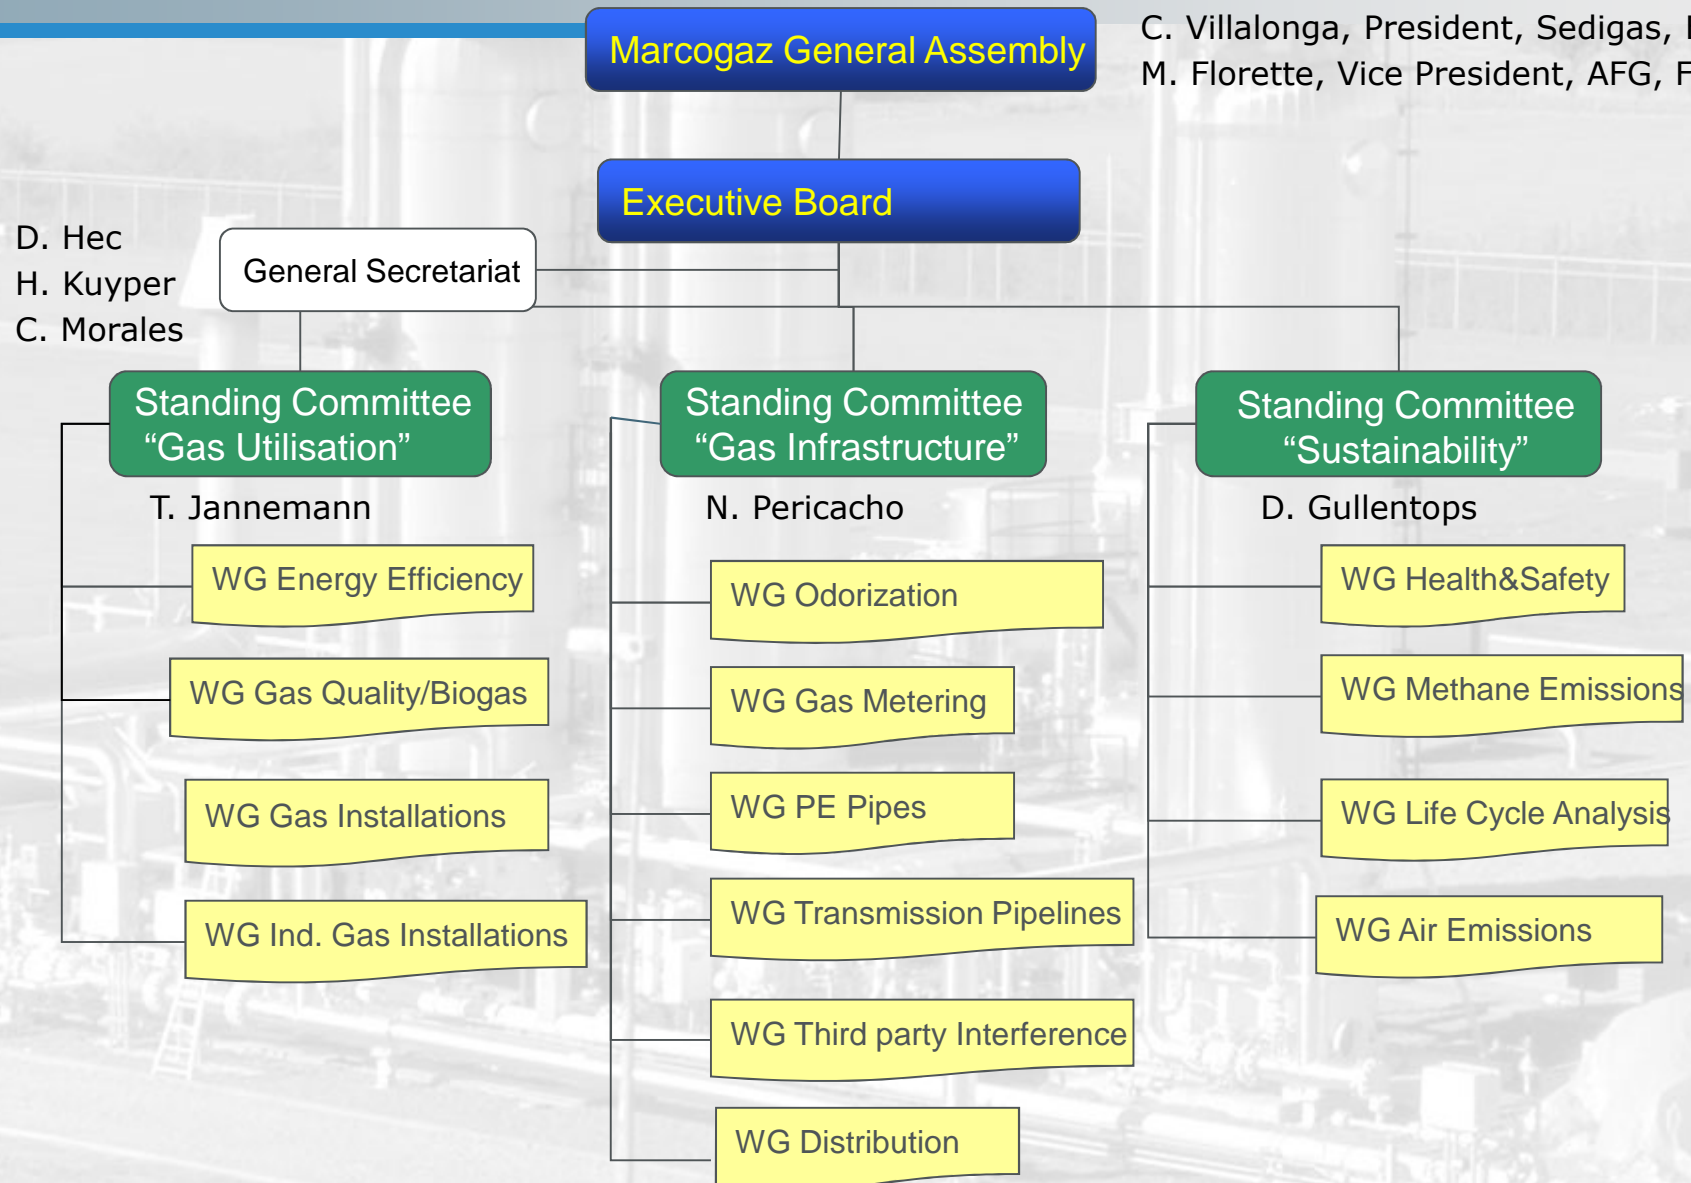 Marcogaz General Assembly
C. Villalonga, President, Sedigas,
M. Florette, Vice President, AFG,
Executive Board
D. Hec
H. Kuyper
C. Morales
General Secretariat
Standing Committee
“Gas Utilisation”
T. Jannemann
WG Energy Efficiency
WG Gas Quality/Biogas
WG Gas Installations
WG Ind. Gas Installations
Standing Committee
“Gas Infrastructure”
N. Pericacho
WG Odorization
WG Gas Metering
WG PE Pipes
WG Transmission Pipelines
WG Third party Interference
WG Distribution
Standing Committee
“Sustainability”
D. Gullentops
WG Health&Safety
WG Methane Emissions
WG Life Cycle Analysis
WG Air Emissions